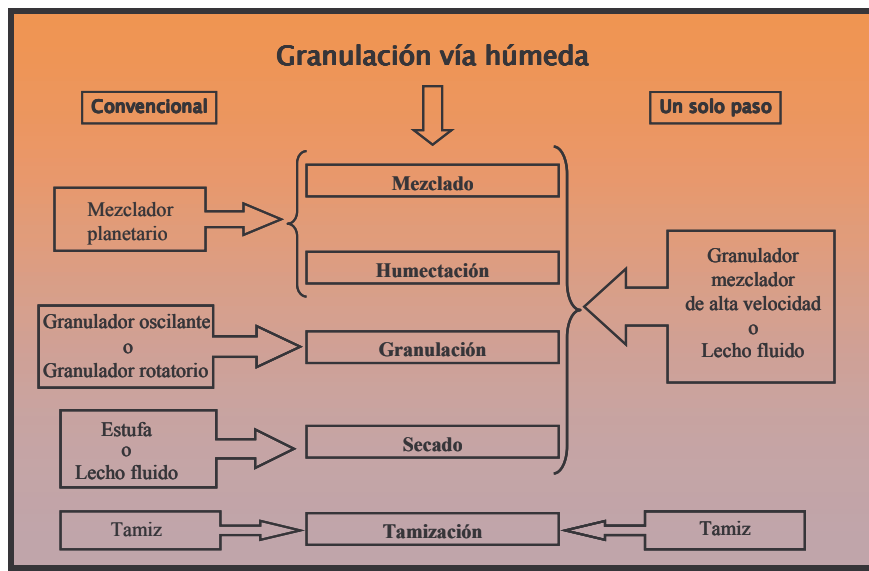 Granulación vía húmeda
Convencional
Un solo paso
Mezclado
Mezclador
planetario
Humectación
Granulador
mezclador
de alta velocidad
o
Lecho fluido
Granulador oscilante
o
Granulador rotatorio
Granulación
Estufa
o
Lecho fluido
Secado
Tamiz
Tamización
Tamiz